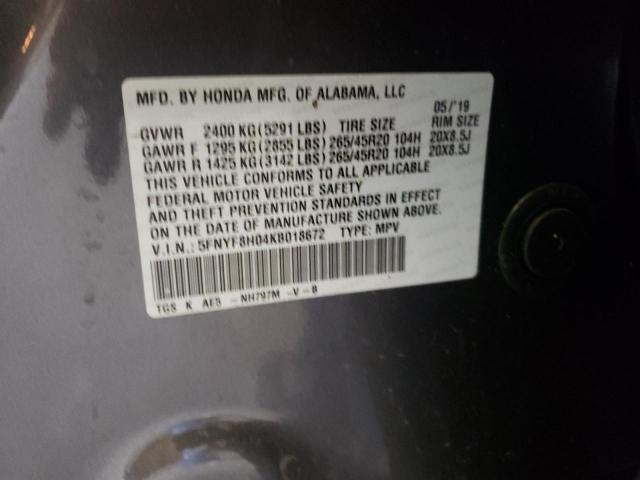 MFD. BY HONDA MFG. OF ALABAMA, LLC
05/'19
GVWR 2400 KG (5291 LBS) TIRE SIZE RIM SIZE
GAWR F 1295 KG (2855 LBS) 265/45R20 104H 20X8.5J
GAWR R 1425 KG (3142 LBS) 265/45R20 104H 20X8.5J
THIS VEHICLE CONFORMS TO ALL APPLICABLE
FEDERAL MOTOR VEHICLE SAFETY
AND THEFT PREVENTION STANDARDS IN EFFECT
ON THE DATE OF MANUFACTURE SHOWN ABOVE.
V.I.N.: 5FNYF8H04KB018672 TYPE: MPV
TGS K AE5 -NH797M -V-B